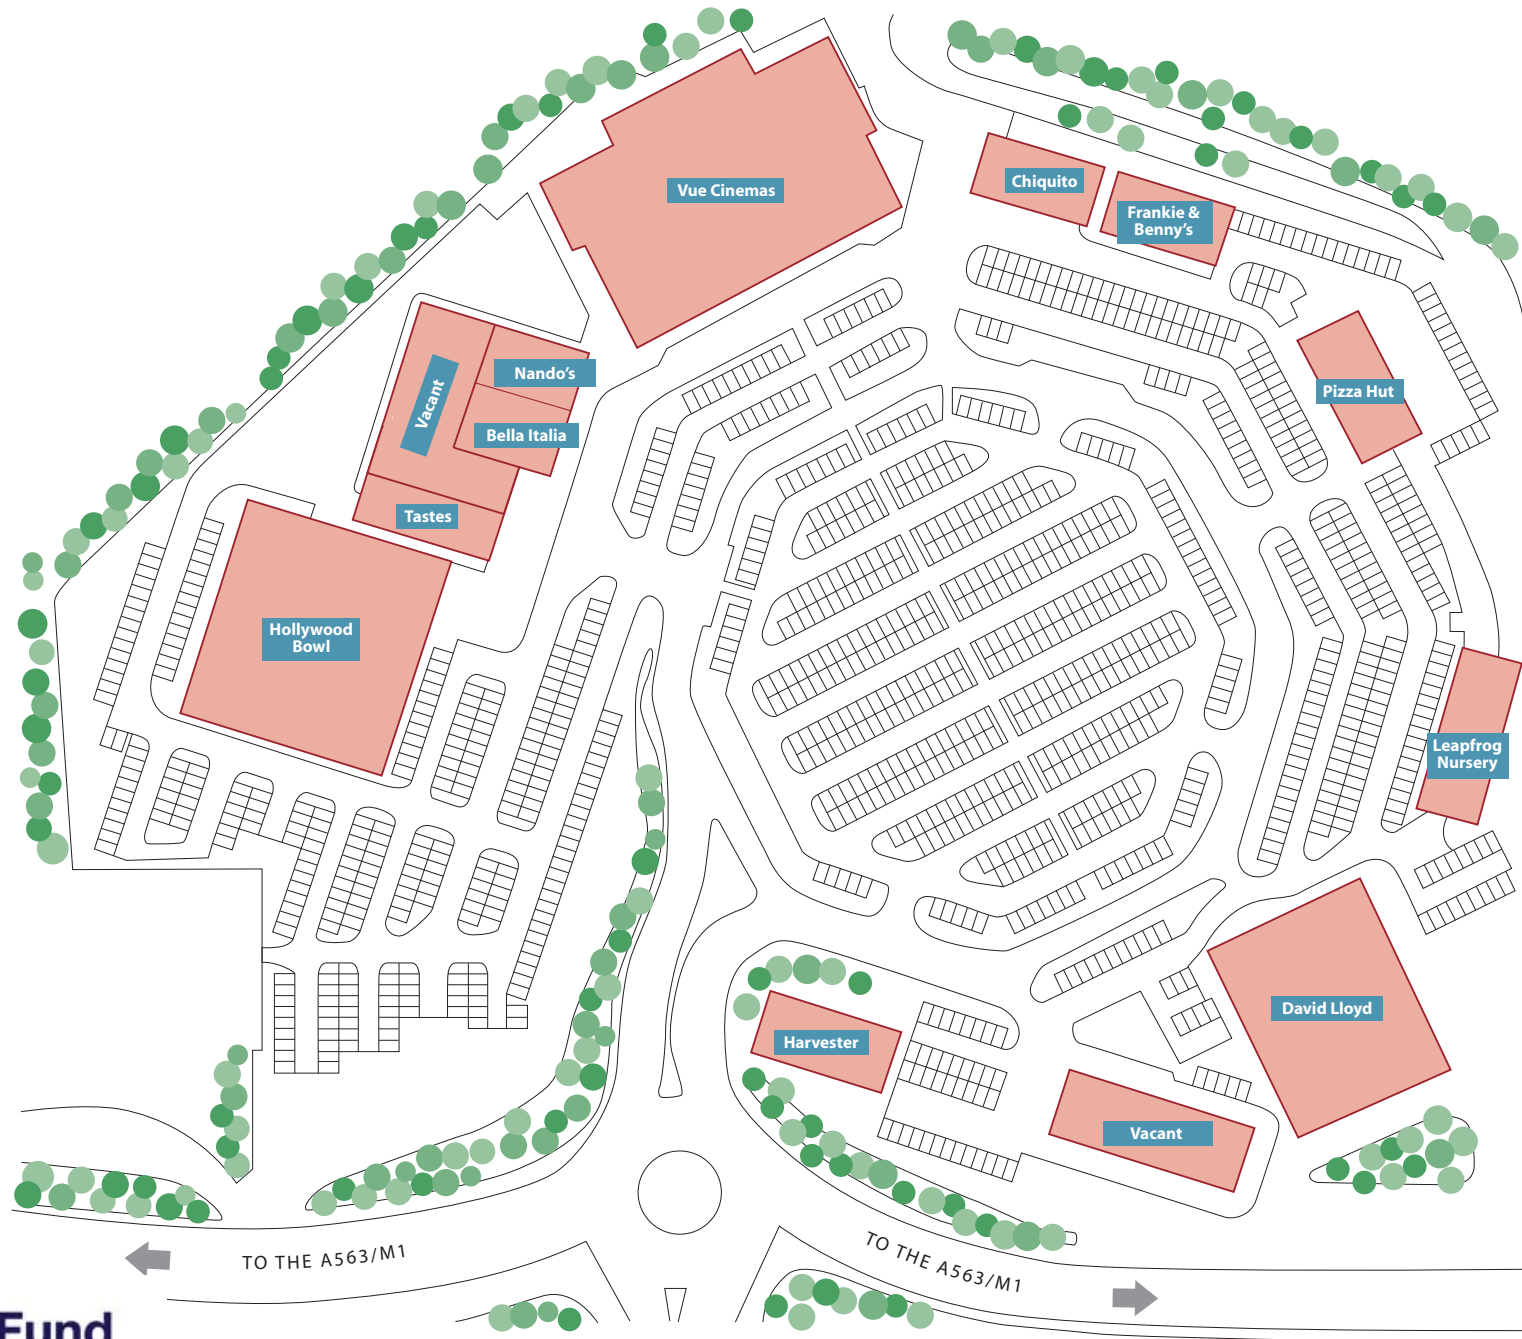 Vue Cinemas
Chiquito
Frankie &
Benny's
Nando's
Vacant
Pizza Hut
Bella Italia
Tastes
Hollywood
Bowl
Leapfrog
Nursery
David Lloyd
Harvester
Vacant
TO THE A563/M1
TO THE A563/M1
Fund